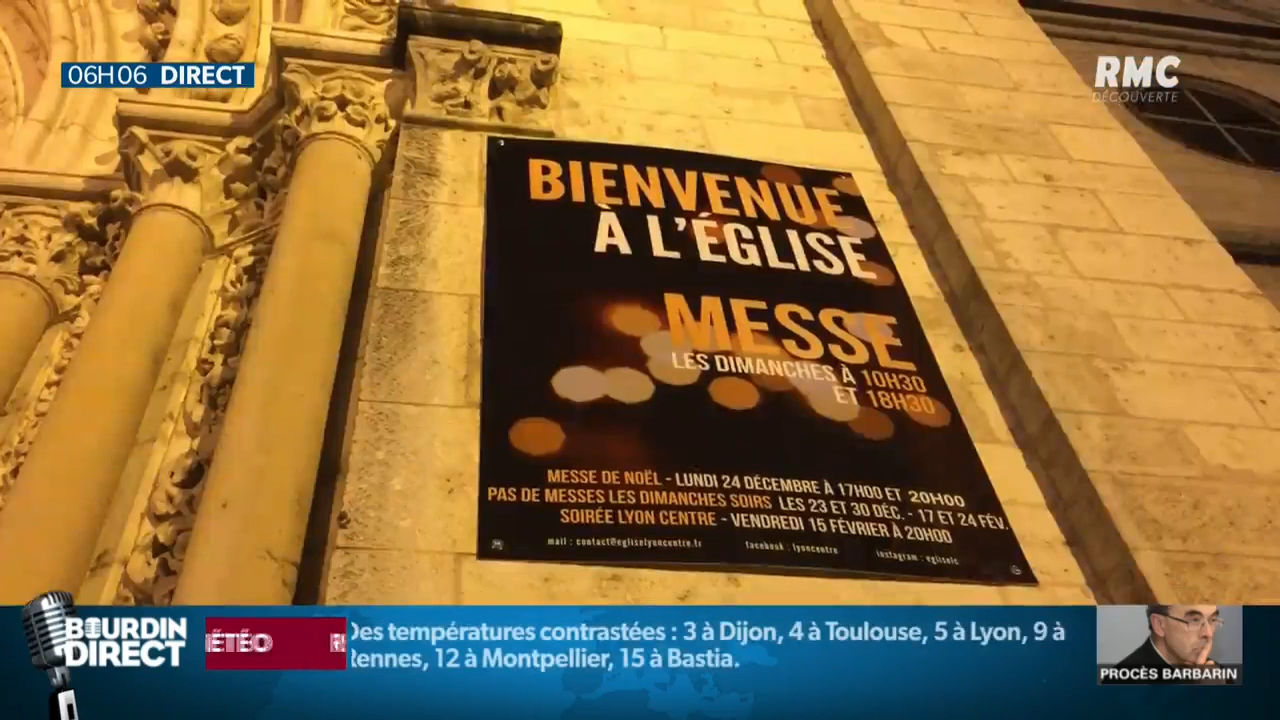 06H06 DIRECT
RMC
DÉCOUVERTE
BIENVENUE
À L'ÉGLISE
MESSE
LES DIMANCHES À 10H30
ET 18H30
MESSE DE NOËL - LUNDI 24 DÉCEMBRE À 17H00 ET 20H00
PAS DE MESSES LES DIMANCHES SOIRS LES 23 ET 30 DÉC. - 17 ET 24 FÉV.
SOIRÉE LYON CENTRE - VENDREDI 15 FÉVRIER À 20H00
mail : contact@egliselyoncentre.fr facebook : lyoncentre instagram : egliselc
BOURDIN
DIRECT
Des températures contrastées : 3 à Dijon, 4 à Toulouse, 5 à Lyon, 9 à
Rennes, 12 à Montpellier, 15 à Bastia.
PROCÈS BARBARIN